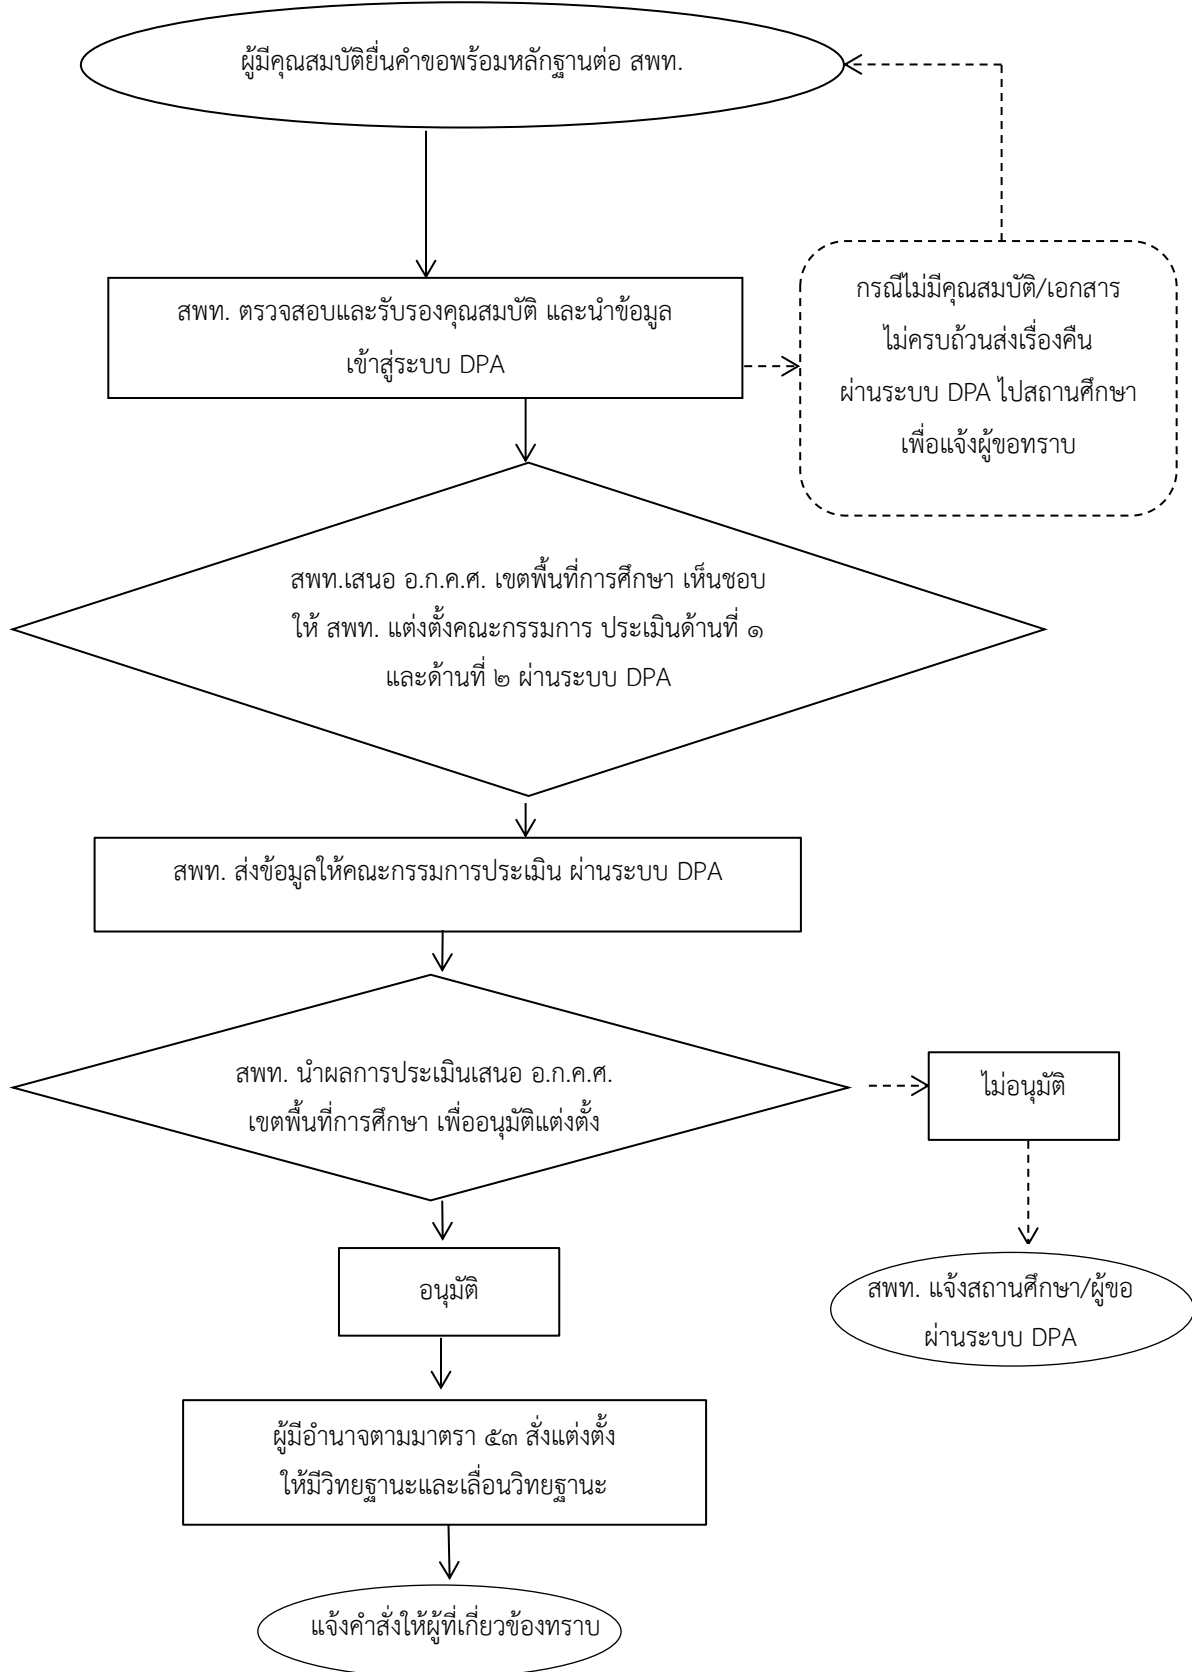 ผู้มีคุณสมบัติยื่นคำขอพร้อมหลักฐานต่อ สพท.
สพท. ตรวจสอบและรับรองคุณสมบัติ และนำข้อมูล
เข้าสู่ระบบ DPA
กรณีไม่มีคุณสมบัติ/เอกสาร
ไม่ครบถ้วนส่งเรื่องคืน
ผ่านระบบ DPA ไปสถานศึกษา
เพื่อแจ้งผู้ขอทราบ
สพท.เสนอ อ.ก.ค.ศ. เขตพื้นที่การศึกษา เห็นชอบ
ให้ สพท. แต่งตั้งคณะกรรมการ ประเมินด้านที่ ๑
และด้านที่ ๒ ผ่านระบบ DPA
สพท. ส่งข้อมูลให้คณะกรรมการประเมิน ผ่านระบบ DPA
สพท. นำผลการประเมินเสนอ อ.ก.ค.ศ.
เขตพื้นที่การศึกษา เพื่ออนุมัติแต่งตั้ง
ไม่อนุมัติ
อนุมัติ
สพท. แจ้งสถานศึกษา/ผู้ขอ
ผ่านระบบ DPA
ผู้มีอำนาจตามมาตรา ๕๓ สั่งแต่งตั้ง
ให้มีวิทยฐานะและเลื่อนวิทยฐานะ
แจ้งคำสั่งให้ผู้ที่เกี่ยวข้องทราบ